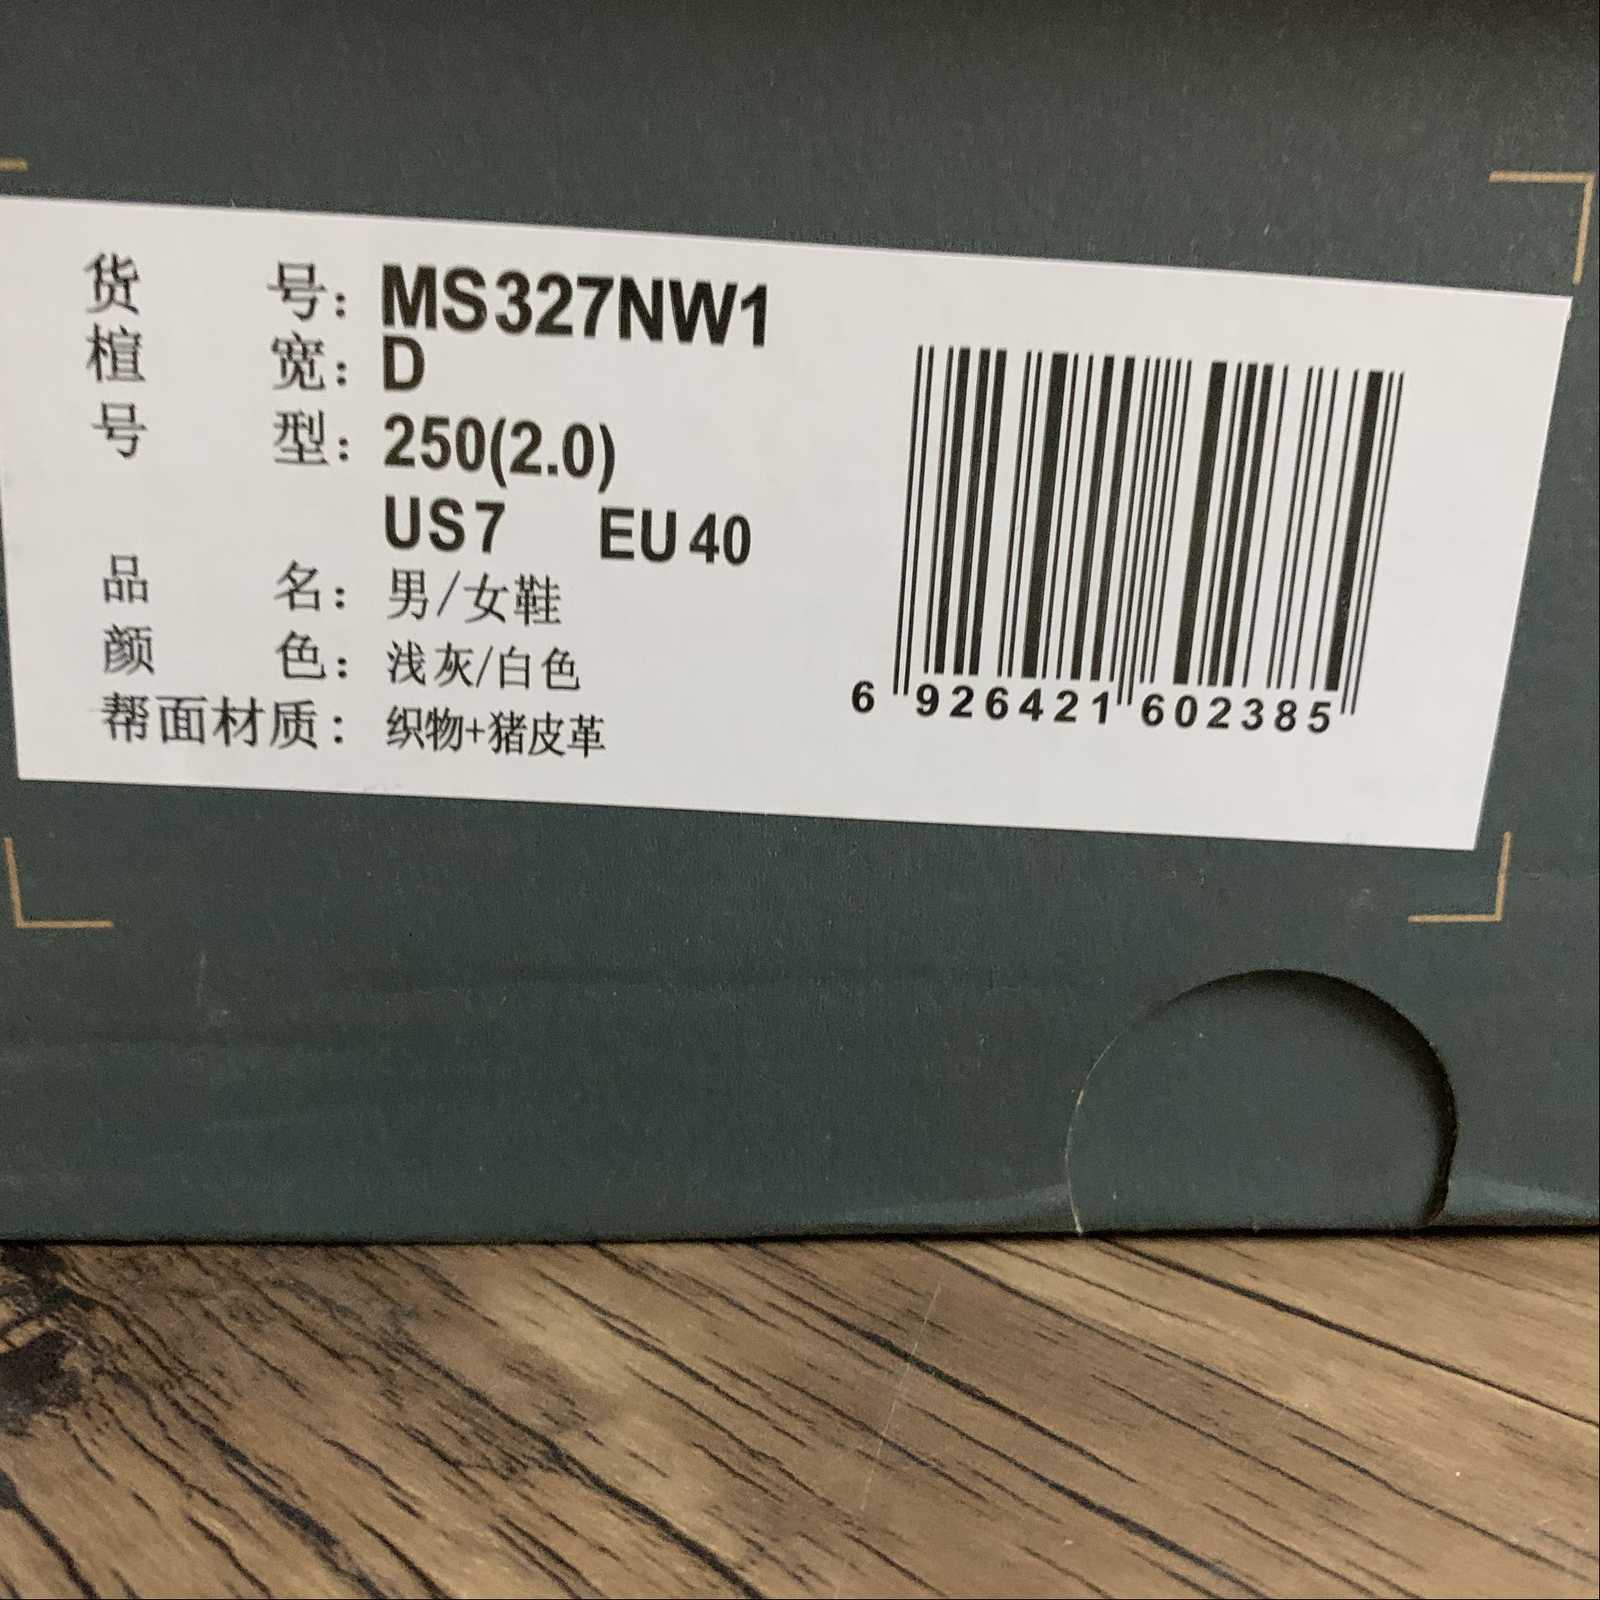 货号：MS327NW1
楦宽：D
号型：250(2.0)
US7 EU40
品名：男/女鞋
颜色：浅灰/白色
帮面材质：织物+猪皮革
6 926421 602385